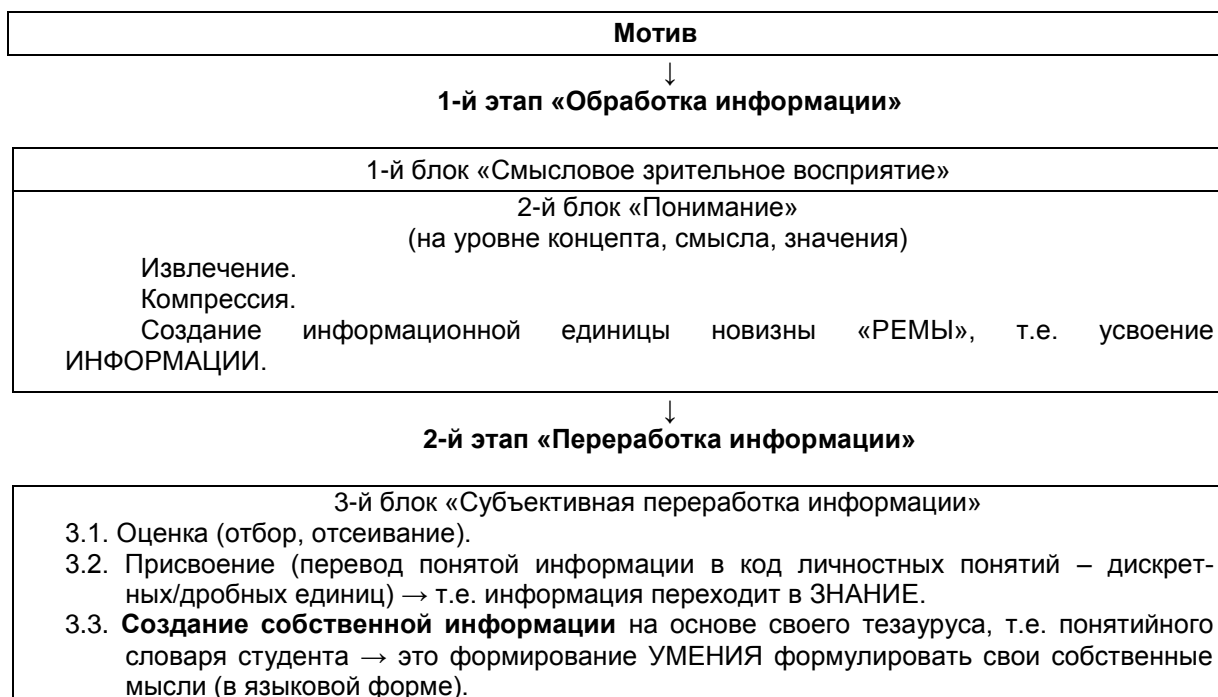 Мотив
↓
1-й этап «Обработка информации»
1-й блок «Смысловое зрительное восприятие»
2-й блок «Понимание»
(на уровне концепта, смысла, значения)
Извлечение.
Компрессия.
Создание информационной единицы новизны «РЕМЫ», т.е. усвоение
ИНФОРМАЦИИ.
↓
2-й этап «Переработка информации»
3-й блок «Субъективная переработка информации»
3.1. Оценка (отбор, отсеивание).
3.2. Присвоение (перевод понятой информации в код личностных понятий – дискрет-
ных/дробных единиц) → т.е. информация переходит в ЗНАНИЕ.
3.3. Создание собственной информации на основе своего тезауруса, т.е. понятийного
словаря студента → это формирование УМЕНИЯ формулировать свои собственные
мысли (в языковой форме).